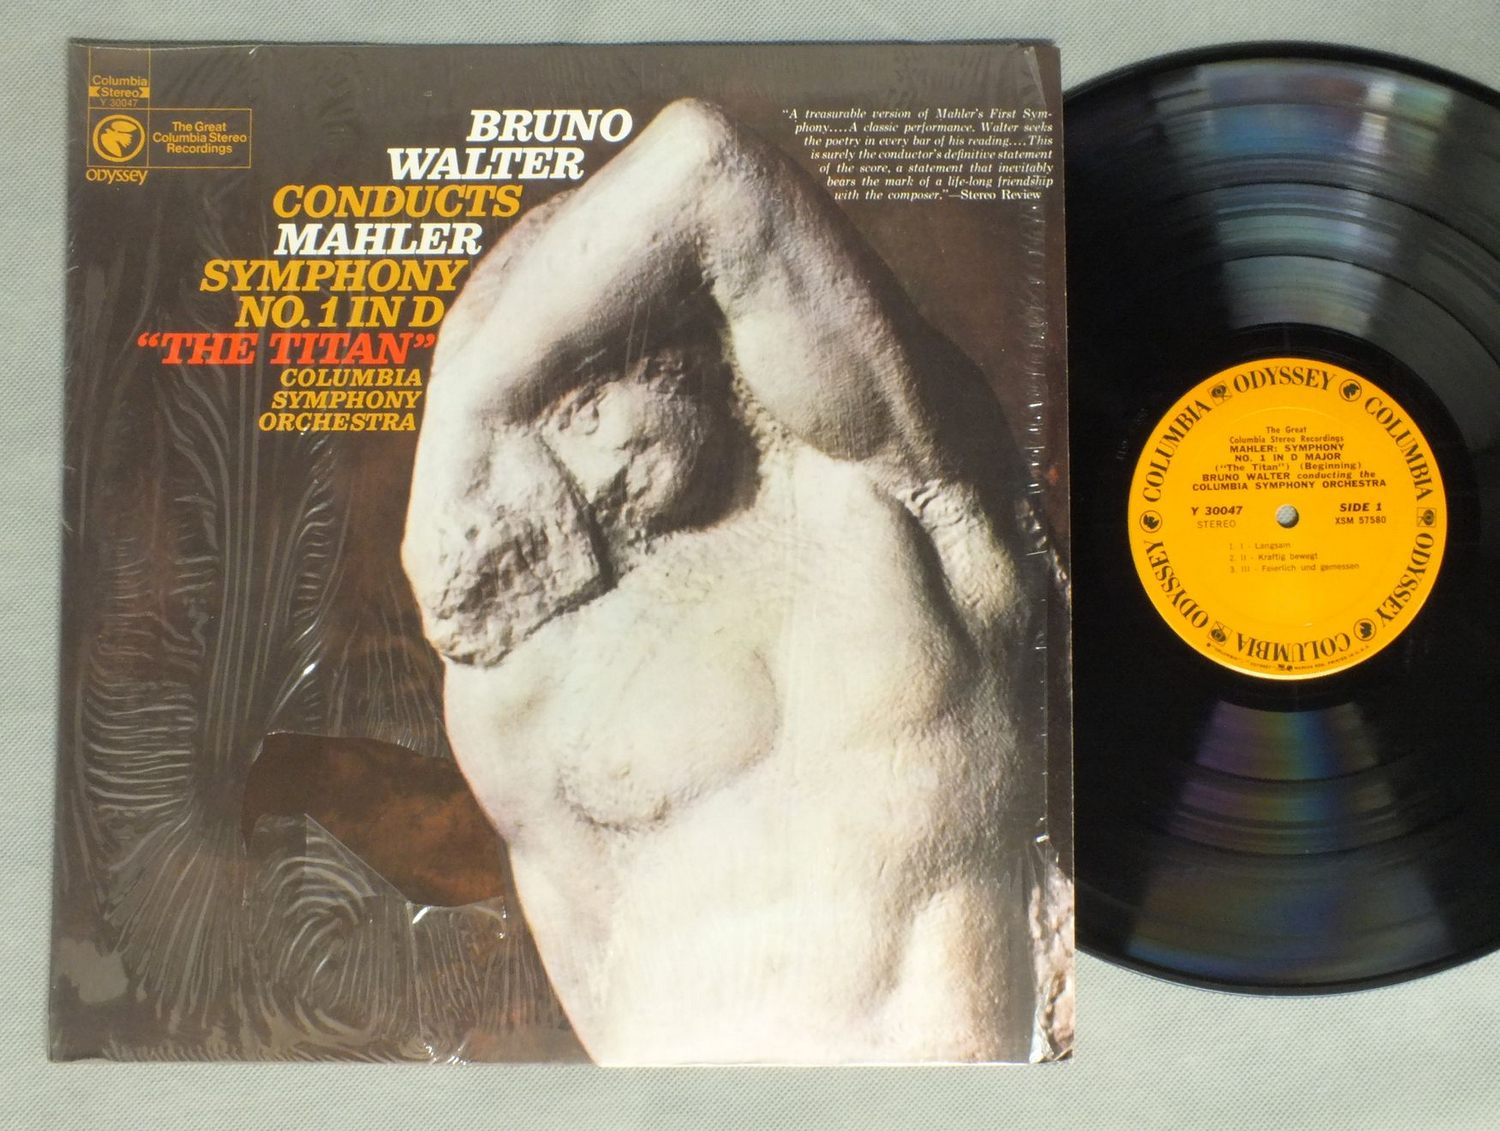 Columbia
Stereo
Y 30047
The Great
Columbia Stereo
Recordings
ODYSSEY
BRUNO
WALTER
CONDUCTS
MAHLER
SYMPHONY
NO. 1 IN D
"THE TITAN"
COLUMBIA
SYMPHONY
ORCHESTRA
"A treasurable version of Mahler's First Sym-
phony....A classic performance. Walter seeks
the poetry in every bar of his reading....This
is surely the conductor's definitive statement
of the score, a statement that inevitably
bears the mark of a life-long friendship
with the composer."—Stereo Review
COLUMBIA ODYSSEY COLUMBIA ODYSSEY COLUMBIA ODYSSEY
The Great
Columbia Stereo Recordings
MAHLER: SYMPHONY
NO. 1 IN D MAJOR
("The Titan") (Beginning)
BRUNO WALTER conducting the
COLUMBIA SYMPHONY ORCHESTRA
Y 30047
STEREO
SIDE 1
XSM 57580
1. I - Langsam
2. II - Kraftig bewegt
3. III - Feierlich und gemessen